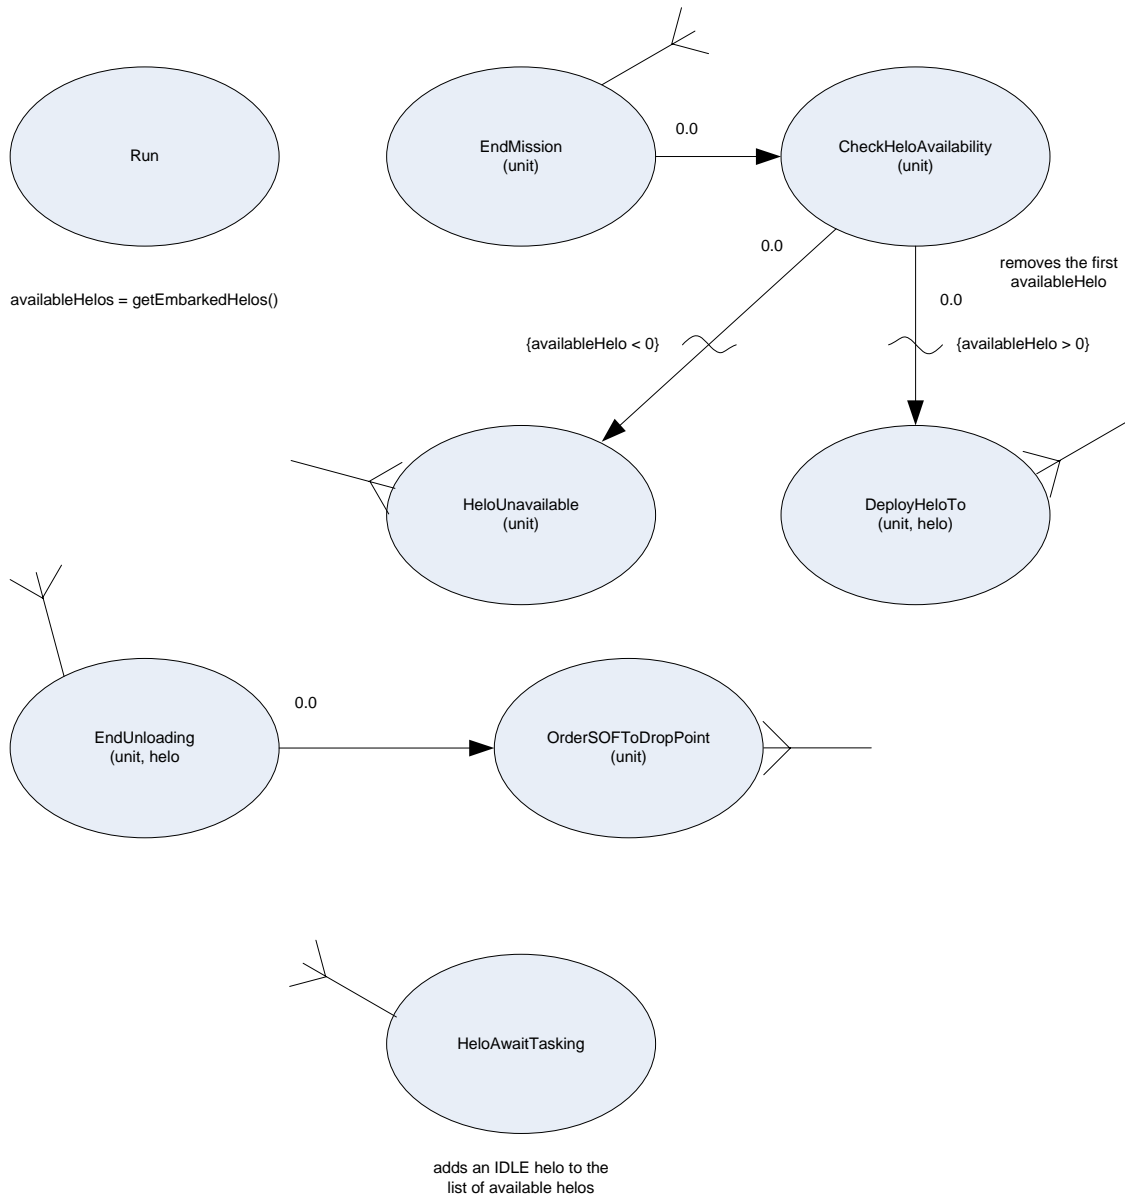 0.0
Run
EndMission
(unit)
CheckHeloAvailability
(unit)
0.0
removes the first
availableHelo
availableHelos = getEmbarkedHelos()
0.0
{availableHelo < 0}
{availableHelo > 0}
HeloUnavailable
(unit)
DeployHeloTo
(unit, helo)
0.0
EndUnloading
(unit, helo
OrderSOFToDropPoint
(unit)
HeloAwaitTasking
adds an IDLE helo to the
list of available helos